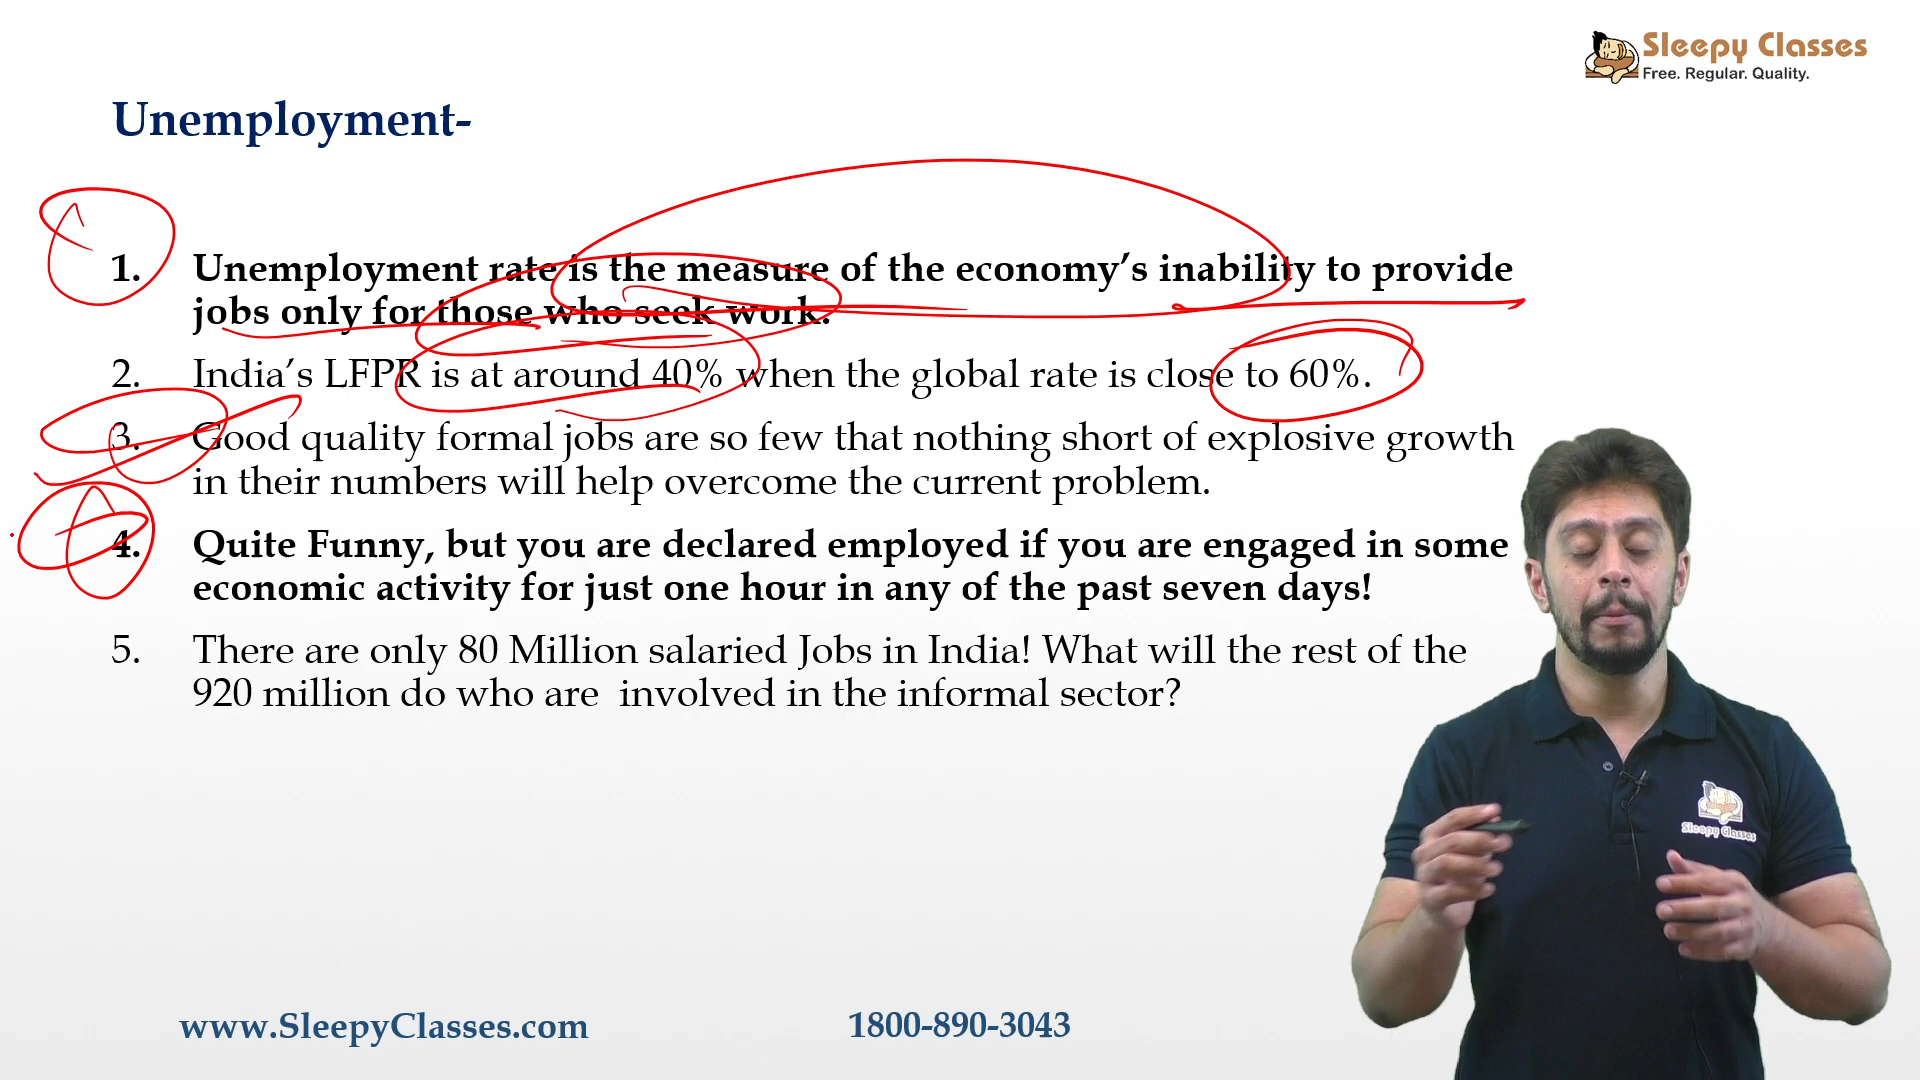 Sleepy Classes
Free. Regular. Quality.
Unemployment-
1. Unemployment rate is the measure of the economy’s inability to provide
jobs only for those who seek work.
2. India’s LFPR is at around 40% when the global rate is close to 60%.
3. Good quality formal jobs are so few that nothing short of explosive growth
in their numbers will help overcome the current problem.
4. Quite Funny, but you are declared employed if you are engaged in some
economic activity for just one hour in any of the past seven days!
5. There are only 80 Million salaried Jobs in India! What will the rest of the
920 million do who are  involved in the informal sector?
Sleepy Classes
www.SleepyClasses.com
1800-890-3043